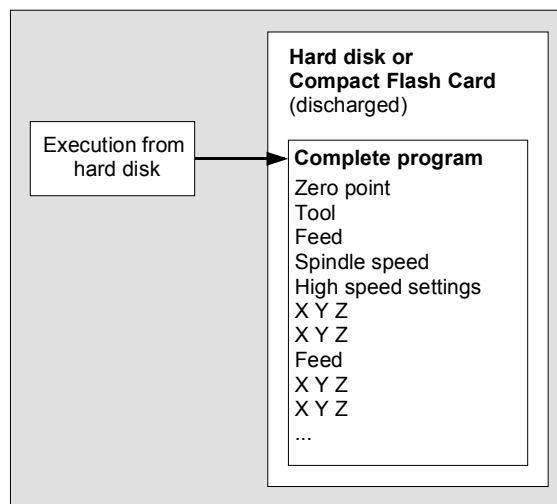 Hard disk or
Compact Flash Card
(discharged)
Execution from
hard disk
Complete program
Zero point
Tool
Feed
Spindle speed
High speed settings
X Y Z
X Y Z
Feed
X Y Z
X Y Z
...